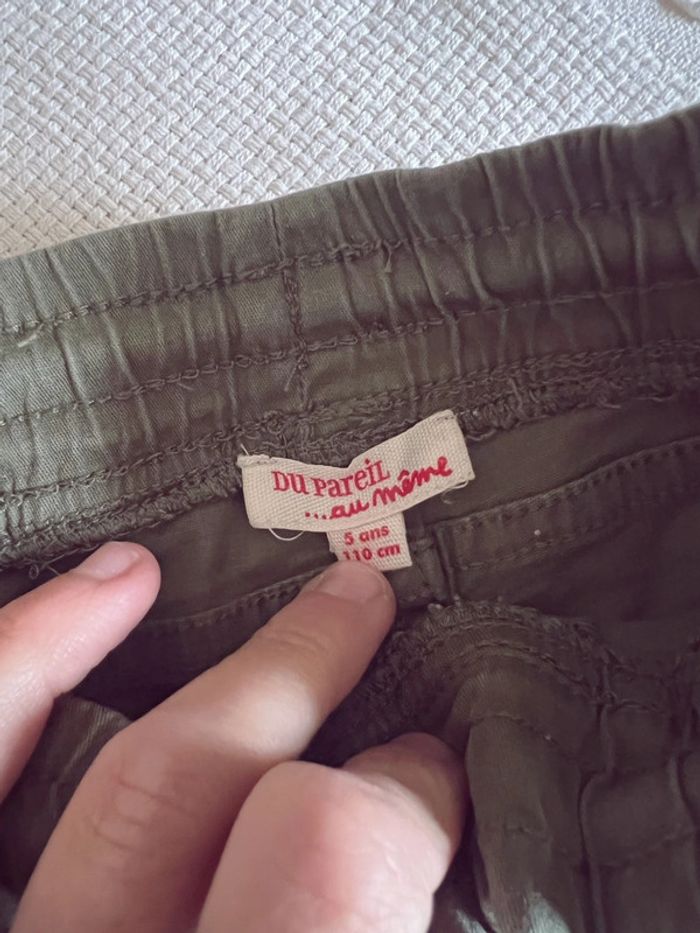 DU PAREIL
...au même
5 ans
110 cm